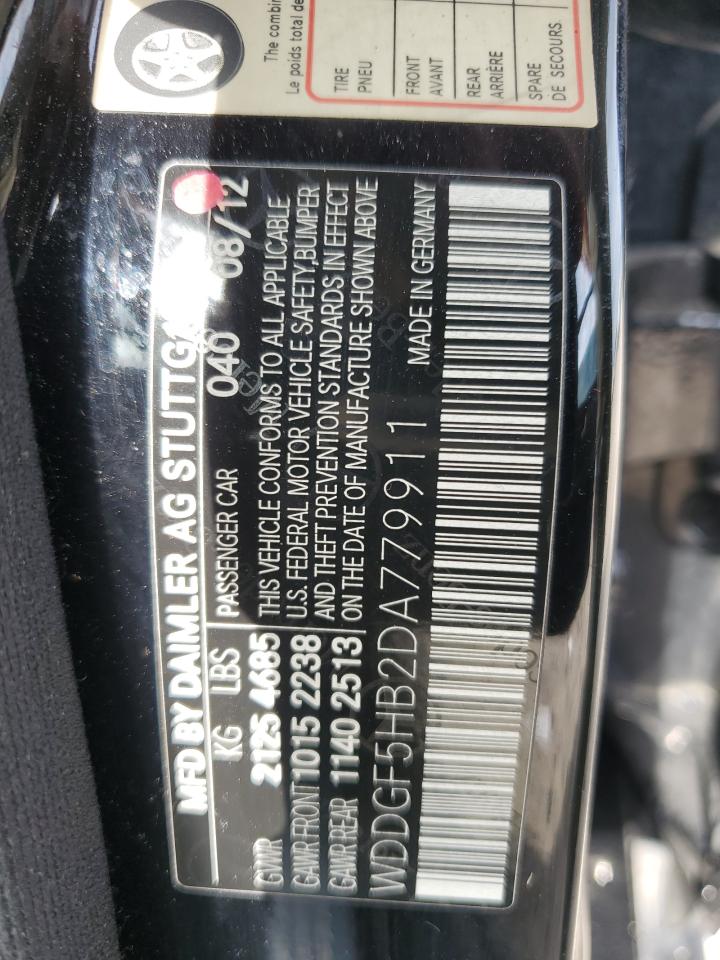 MFD BY DAIMLER AG STUTTG
040 08/12
KG LBS PASSENGER CAR
GWR 2125 4685
GAWR FRONT 1015 2238
GAWR REAR 1140 2513
THIS VEHICLE CONFORMS TO ALL APPLICABLE
U.S. FEDERAL MOTOR VEHICLE SAFETY, BUMPER
AND THEFT PREVENTION STANDARDS IN EFFECT
ON THE DATE OF MANUFACTURE SHOWN ABOVE
MADE IN GERMANY
WDDGF5HB2DA779911
The combin
Le poids total de
TIRE
PNEU
FRONT
AVANT
REAR
ARRIÈRE
SPARE
DE SECOURS